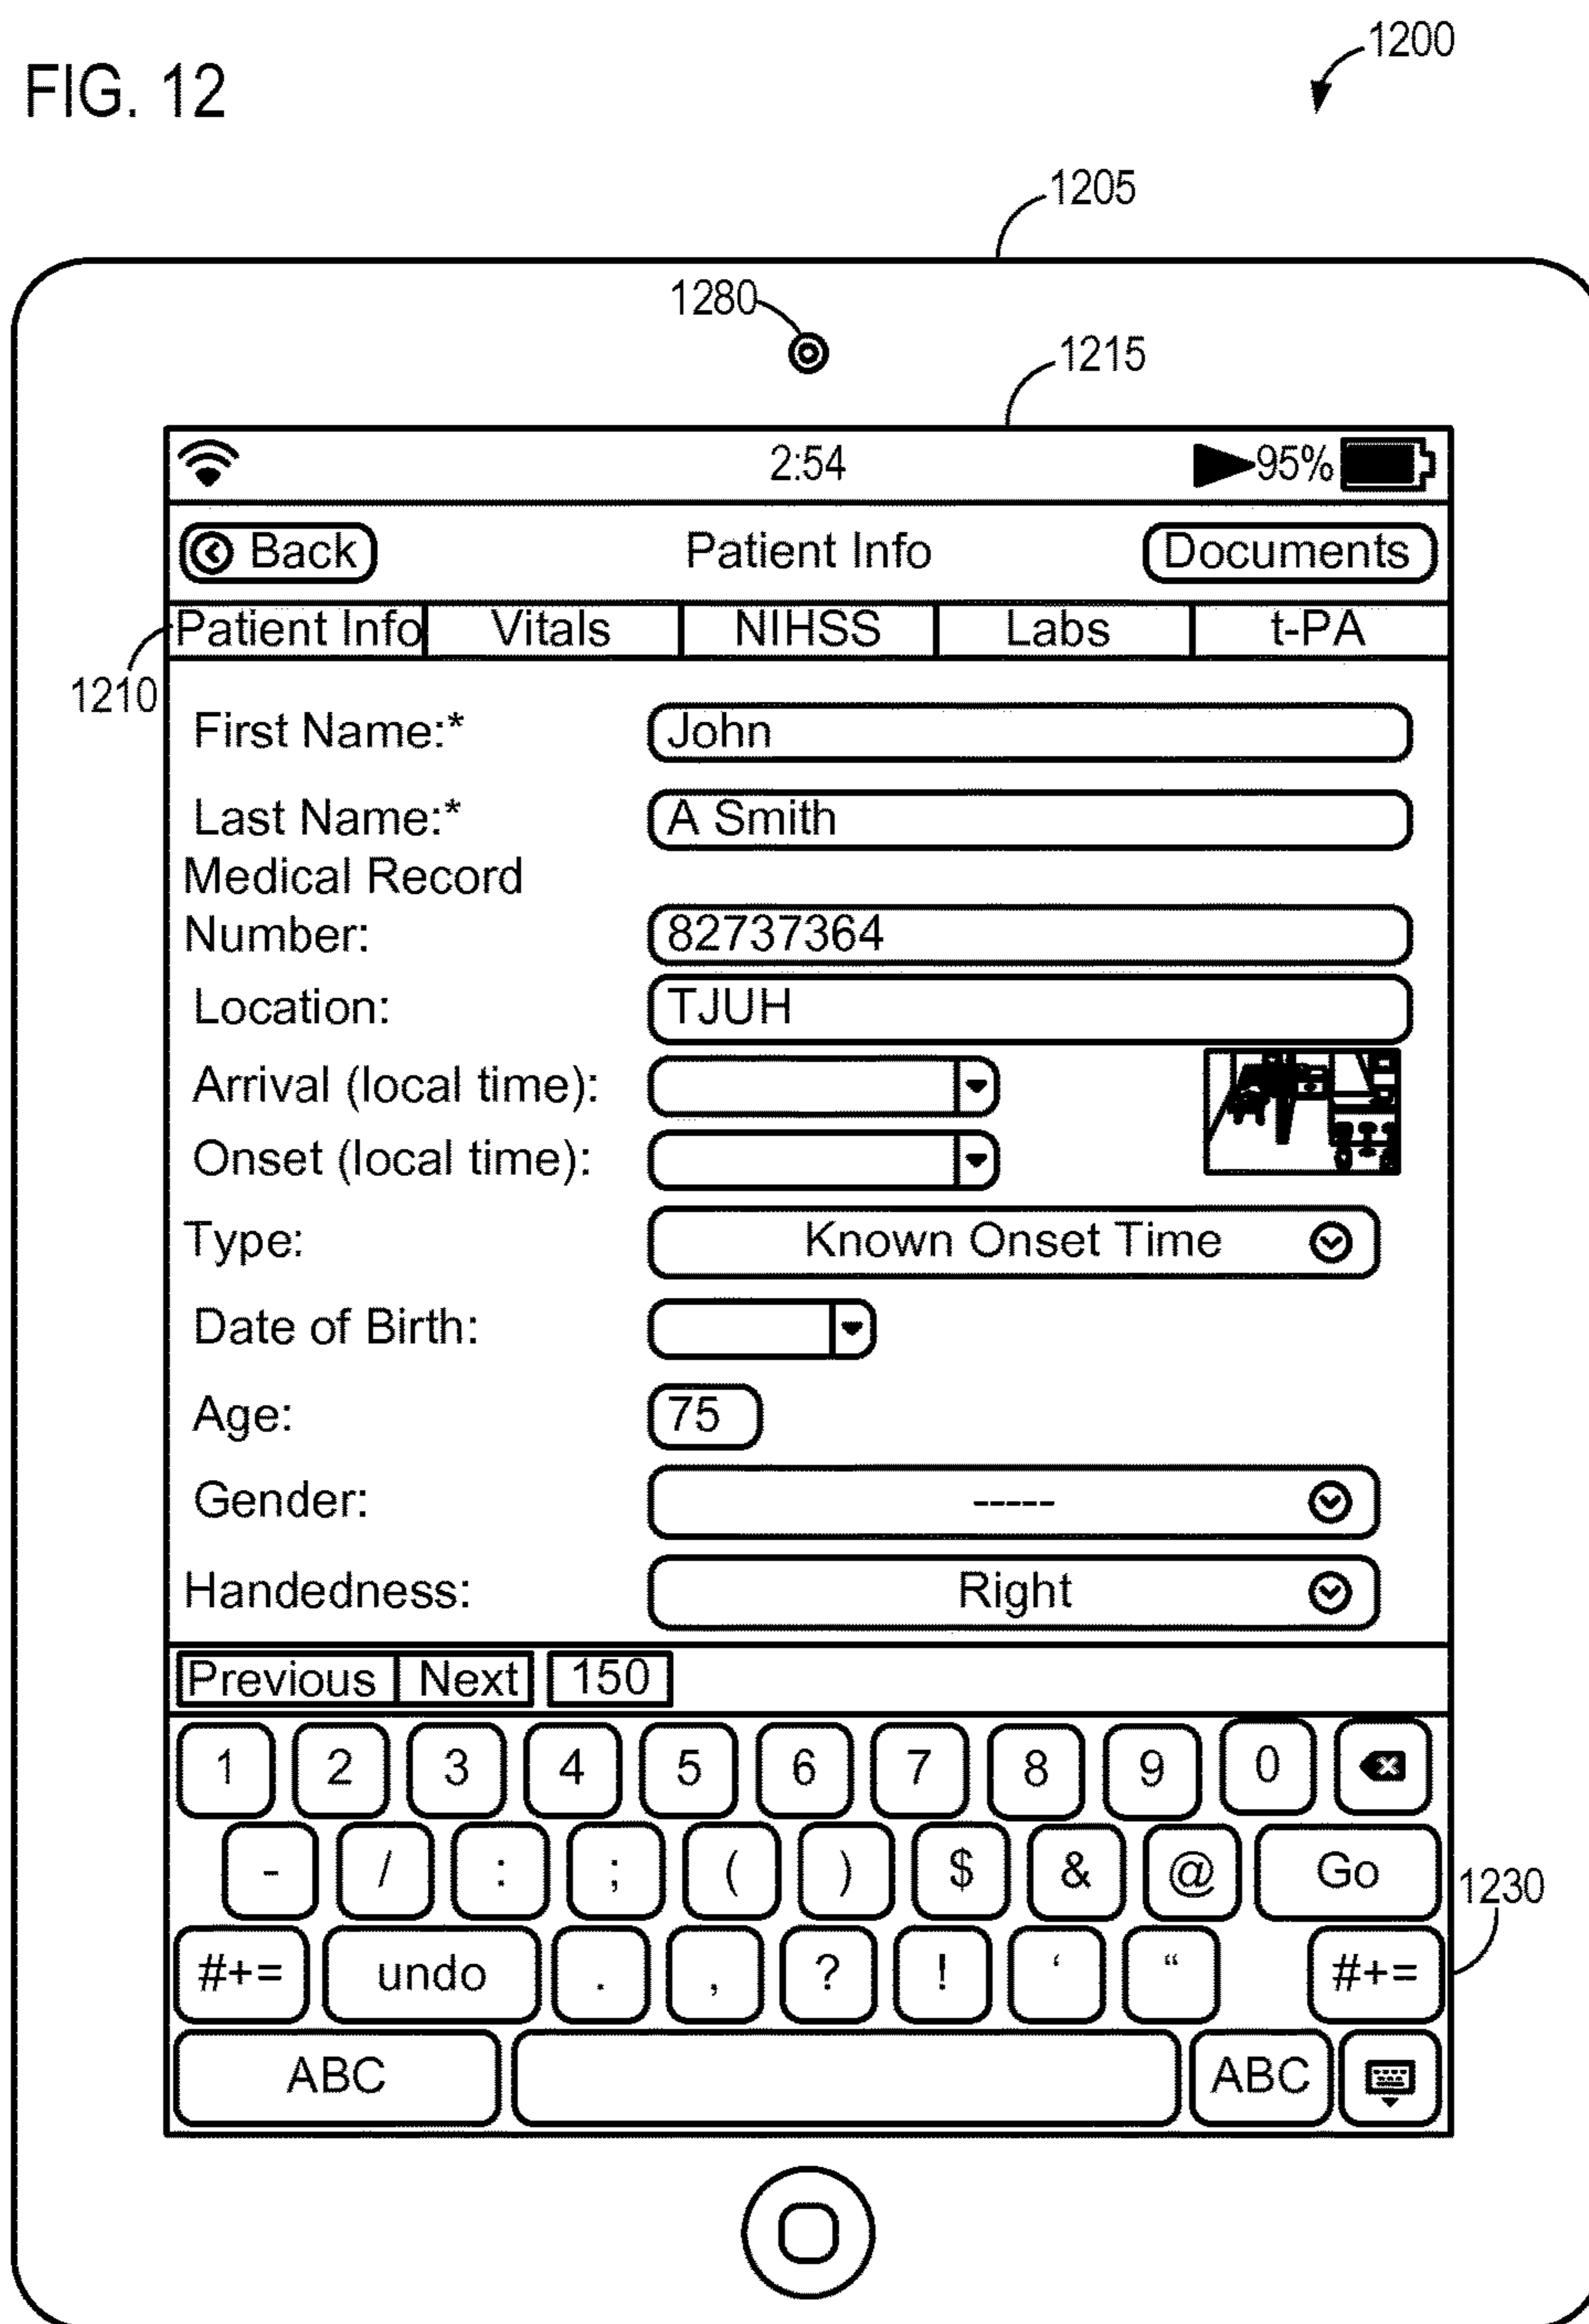 FIG. 12
1200
1205
1280
1215
2:54 95%
Back Patient Info Documents
Patient Info Vitals NIHSS Labs t-PA
1210
First Name:* John
Last Name:* A Smith
Medical Record
Number: 82737364
Location: TJUH
Arrival (local time):
Onset (local time):
Type: Known Onset Time
Date of Birth:
Age: 75
Gender: -----
Handedness: Right
Previous Next 150
1 2 3 4 5 6 7 8 9 0
- / : ; ( ) $ & @ Go
1230
#+= undo . , ? ! ‘ “ #+=
ABC ABC